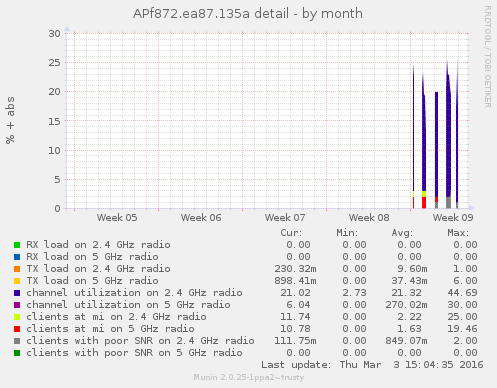 APf872.ea87.135a detail - by month
RRDTOOL / TOBI OETIKER
% + abs
30
25
20
15
10
5
0
Week 05 Week 06 Week 07 Week 08 Week 09
Cur: Min: Avg: Max:
RX load on 2.4 GHz radio 0.00 0.00 0.00 0.00
RX load on 5 GHz radio 0.00 0.00 0.00 0.00
TX load on 2.4 GHz radio 230.32m 0.00 9.60m 1.00
TX load on 5 GHz radio 898.41m 0.00 37.43m 6.00
channel utilization on 2.4 GHz radio 21.02 2.73 21.32 44.69
channel utilization on 5 GHz radio 6.04 0.00 270.02m 30.00
clients at mi on 2.4 GHz radio 11.74 0.00 2.22 25.00
clients at mi on 5 GHz radio 10.78 0.00 1.63 19.46
clients with poor SNR on 2.4 GHz radio 111.75m 0.00 849.07m 2.00
clients with poor SNR on 5 GHz radio 0.00 0.00 0.00 0.00
Last update: Thu Mar 3 15:04:35 2016
Munin 2.0.25-1ppa2~trusty